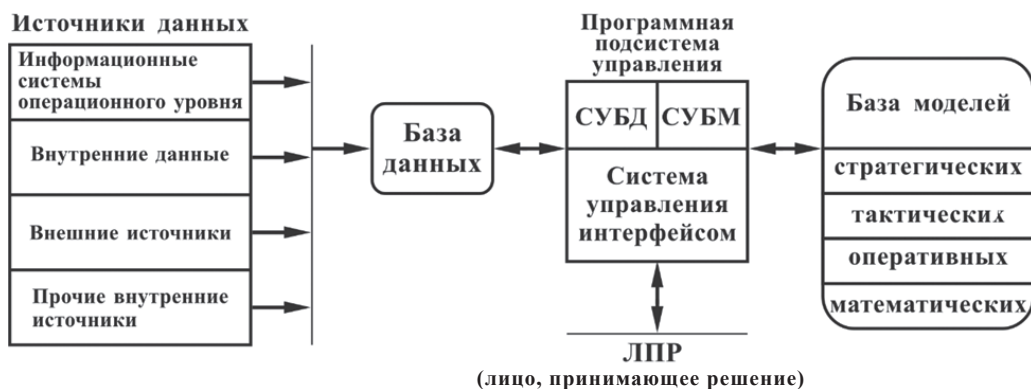 Источники данных
Информационные
системы
операционного уровня
Внутренние данные
Внешние источники
Прочие внутренние
источники
База
данных
Программная
подсистема
управления
СУБД
СУБМ
Система
управления
интерфейсом
ЛПР
(лицо, принимающее решение)
База моделей
стратегических
тактических
оперативных
математических